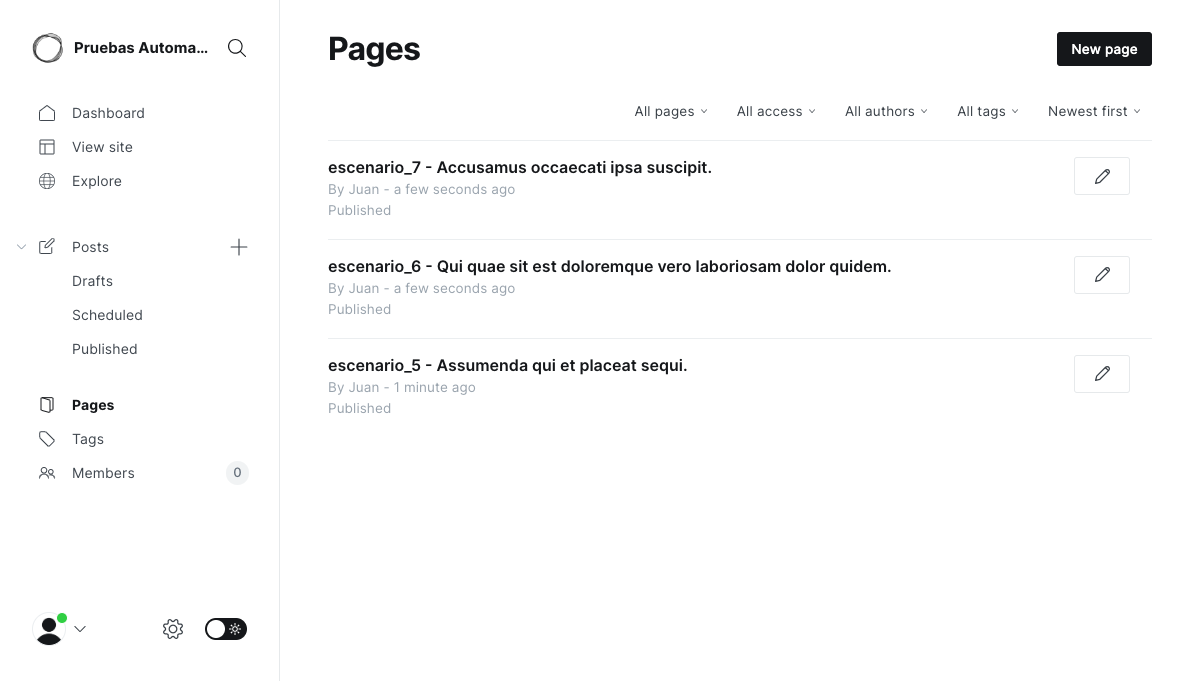 Pruebas Automa...
Dashboard
View site
Explore
Posts
Drafts
Scheduled
Published
Pages
Tags
Members
0
Pages
New page
All pages
All access
All authors
All tags
Newest first
escenario_7 - Accusamus occaecati ipsa suscipit.
By Juan - a few seconds ago
Published
escenario_6 - Qui quae sit est doloremque vero laboriosam dolor quidem.
By Juan - a few seconds ago
Published
escenario_5 - Assumenda qui et placeat sequi.
By Juan - 1 minute ago
Published